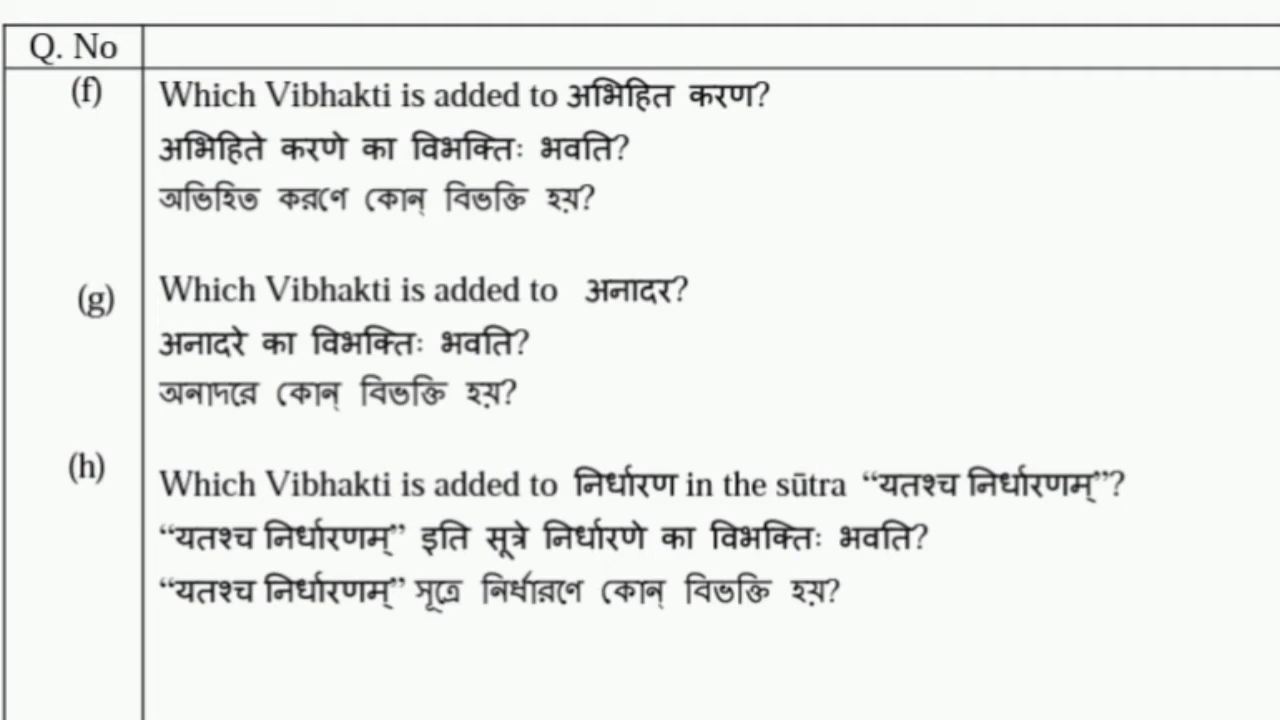 Q. No
(f) Which Vibhakti is added to अभिहित करण?
अभिहिते करणे का विभक्तिः भवति?
অভিহিত করণে কোন্ বিভক্তি হয়?
(g) Which Vibhakti is added to अनादर?
अनादरे का विभक्तिः भवति?
অনাদরে কোন্ বিভক্তি হয়?
(h) Which Vibhakti is added to निर्धारण in the sūtra “यतश्च निर्धारणम्”?
“यतश्च निर्धारणम्” इति सूत्रे निर्धारणे का विभक्तिः भवति?
“यतश्च निर्धारणम्” সূত্রে নির্ধারণে কোন্ বিভক্তি হয়?